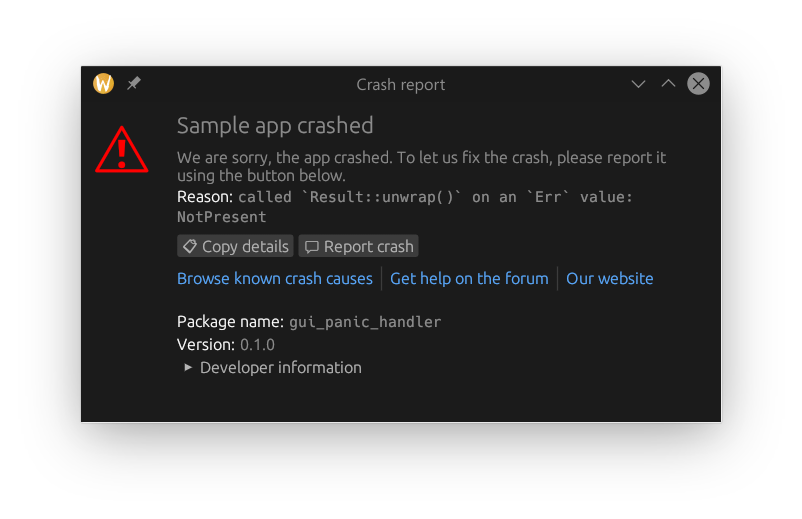 Crash report
Sample app crashed
We are sorry, the app crashed. To let us fix the crash, please report it
using the button below.
Reason: called `Result::unwrap()` on an `Err` value:
NotPresent
Copy details Report crash
Browse known crash causes Get help on the forum Our website
Package name: gui_panic_handler
Version: 0.1.0
Developer information